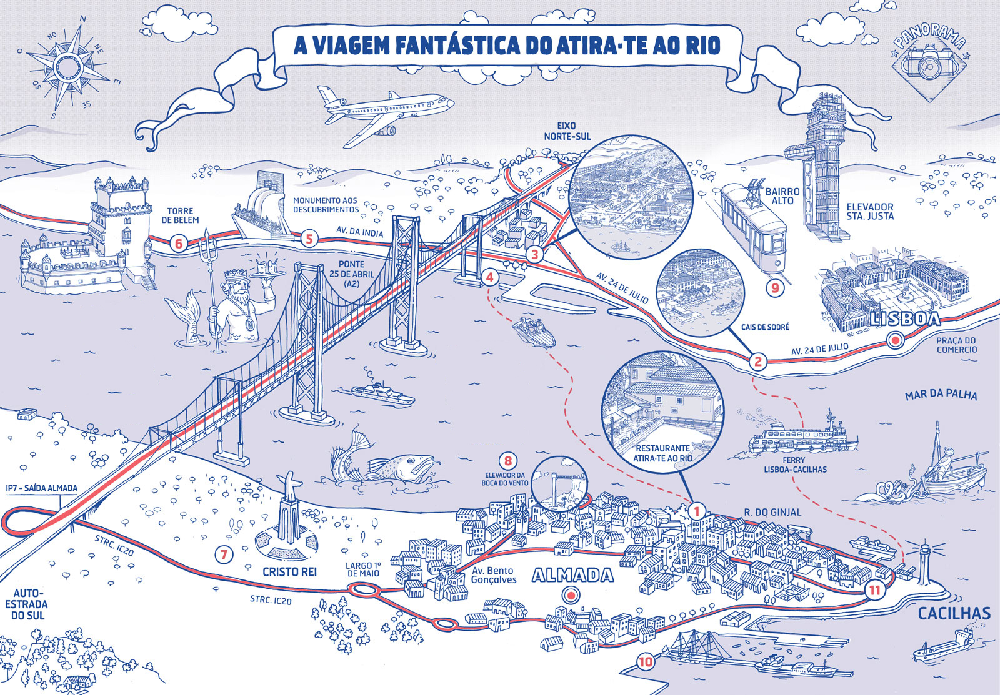 A VIAGEM FANTÁSTICA DO ATIRA·TE AO RIO
PANORAMA
N
NO
NE
O
E
SO
SE
S
H2O
EIXO
NORTE-SUL
BAIRRO
ALTO
ELEVADOR
STA. JUSTA
TORRE
DE BELEM
MONUMENTO AOS
DESCUBRIMENTOS
AV. DA INDIA
6
5
3
4
PONTE
25 DE ABRIL
(A2)
AV. 24 DE JULIO
9
CAIS DE SODRÉ
LISBOA
AV. 24 DE JULIO
PRAÇA DO
COMERCIO
2
MAR DA PALHA
RESTAURANTE
ATIRA·TE AO RIO
FERRY
LISBOA-CACILHAS
8
ELEVADOR DA
BOCA DO VENTO
IP7 - SAÍDA ALMADA
1
R. DO GINJAL
STRC. IC20
7
CRISTO REI
LARGO 1º
DE MAIO
Av. Bento
Gonçalves
ALMADA
11
STRC. IC20
AUTO-
ESTRADA
DO SUL
CACILHAS
10